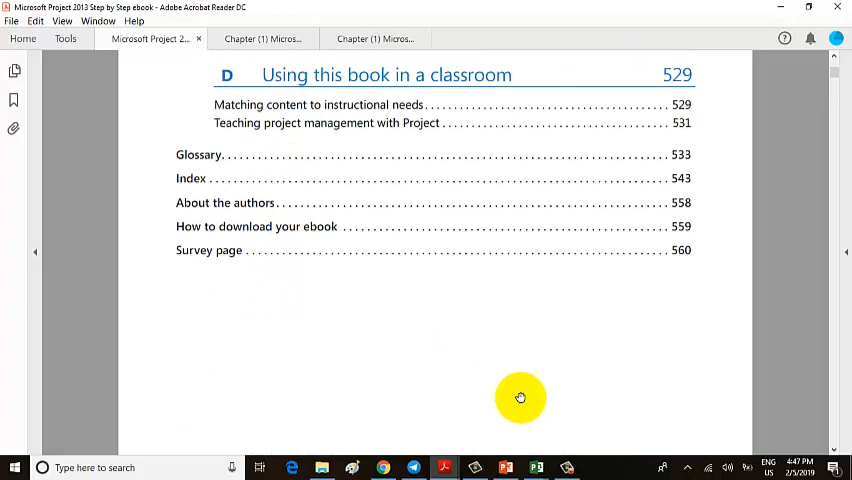 Microsoft Project 2013 Step by Step ebook - Adobe Acrobat Reader DC
File Edit View Window Help
Home Tools Microsoft Project 2... × Chapter (1) Micros... Chapter (1) Micros...
D Using this book in a classroom 529
Matching content to instructional needs 529
Teaching project management with Project 531
Glossary 533
Index 543
About the authors 558
How to download your ebook 559
Survey page 560
Type here to search
ENG 4:47 PM
US 2/5/2019